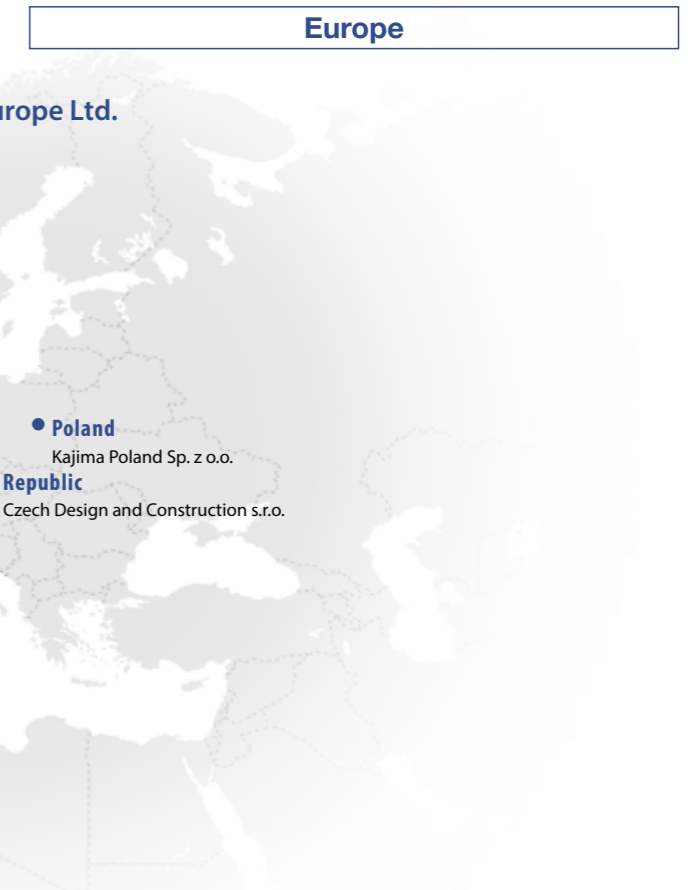 Europe
urope Ltd.
Poland
Kajima Poland Sp. z o.o.
Republic
Czech Design and Construction s.r.o.